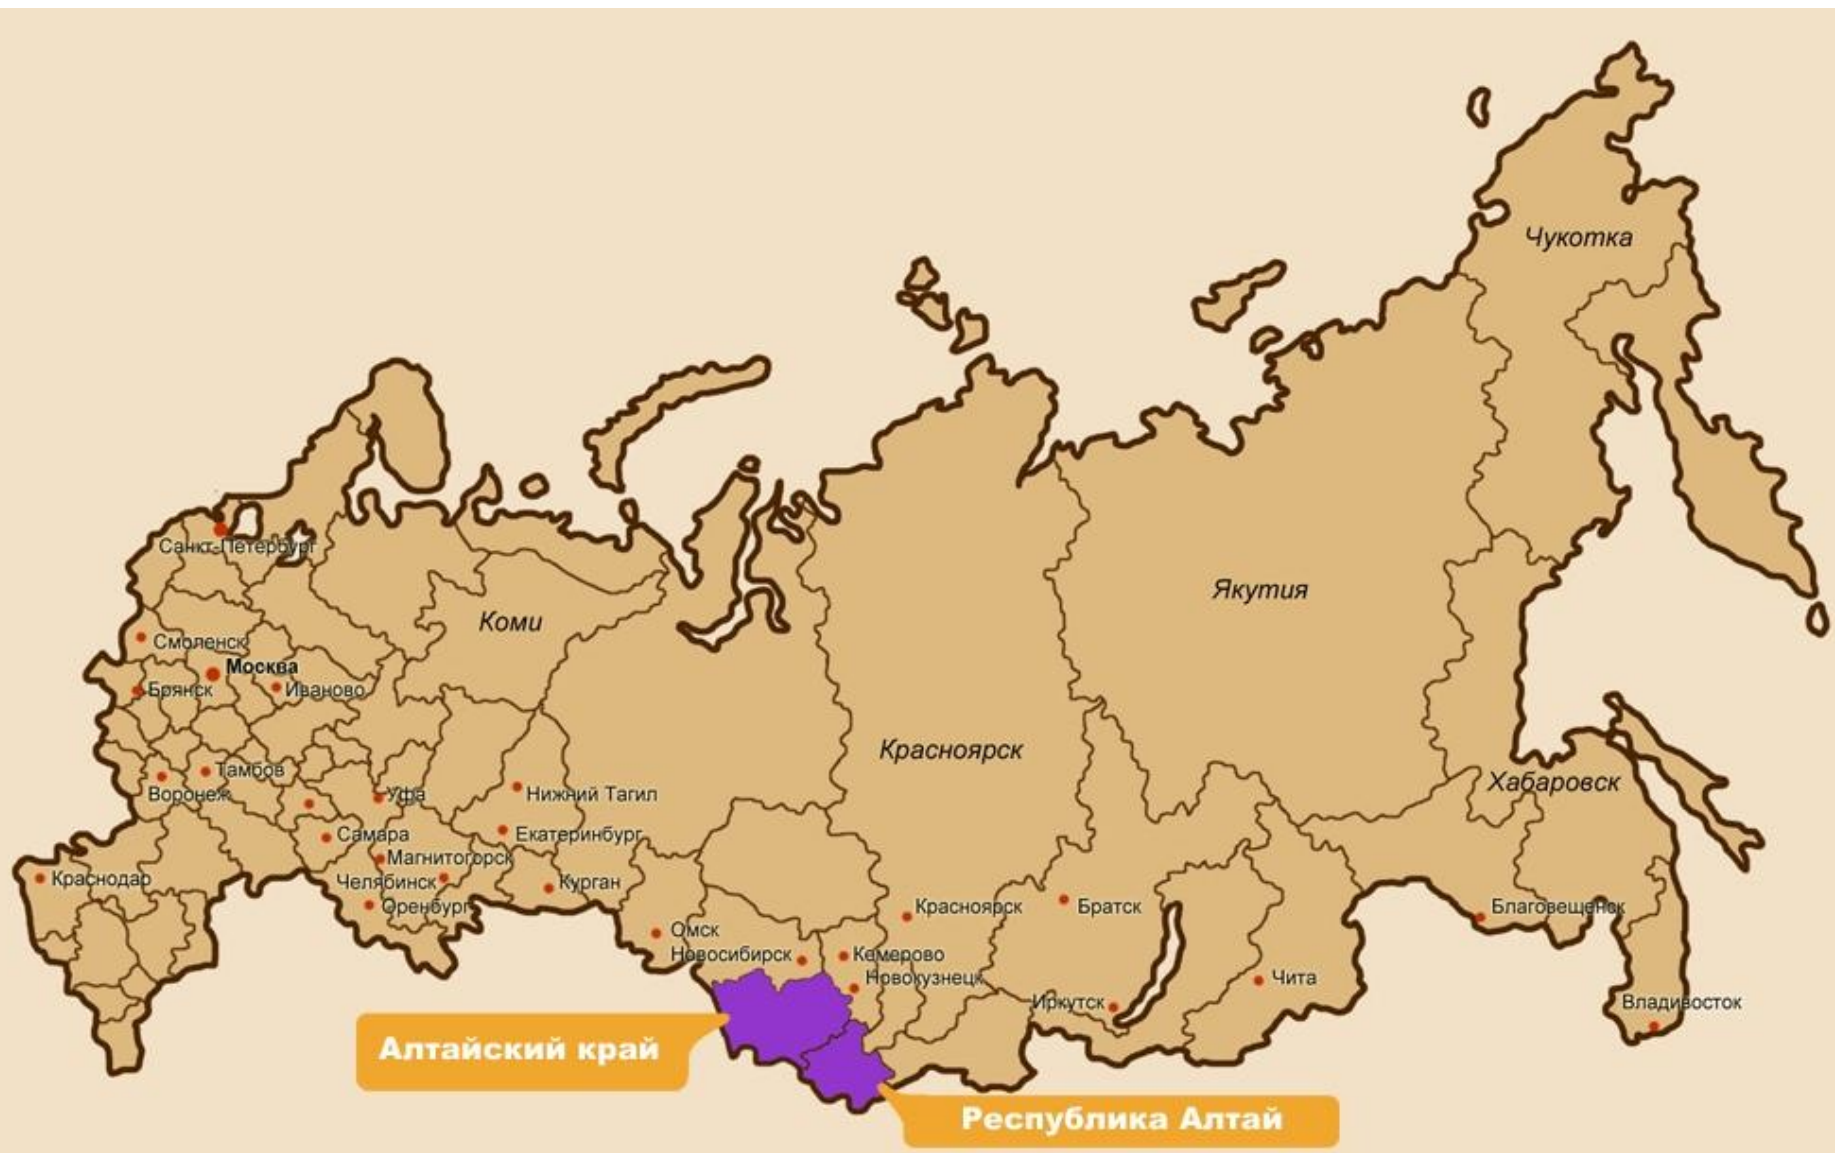 Чукотка
Санкт-Петербург
Якутия
Коми
Смоленск
Москва
Брянск
Иваново
Красноярск
Тамбов
Хабаровск
Воронеж
Уфа
Нижний Тагил
Самара
Екатеринбург
Магнитогорск
Краснодар
Челябинск
Курган
Оренбург
Красноярск
Братск
Благовещенск
Омск
Новосибирск
Кемерово
Новокузнецк
Чита
Иркутск
Владивосток
Алтайский край
Республика Алтай